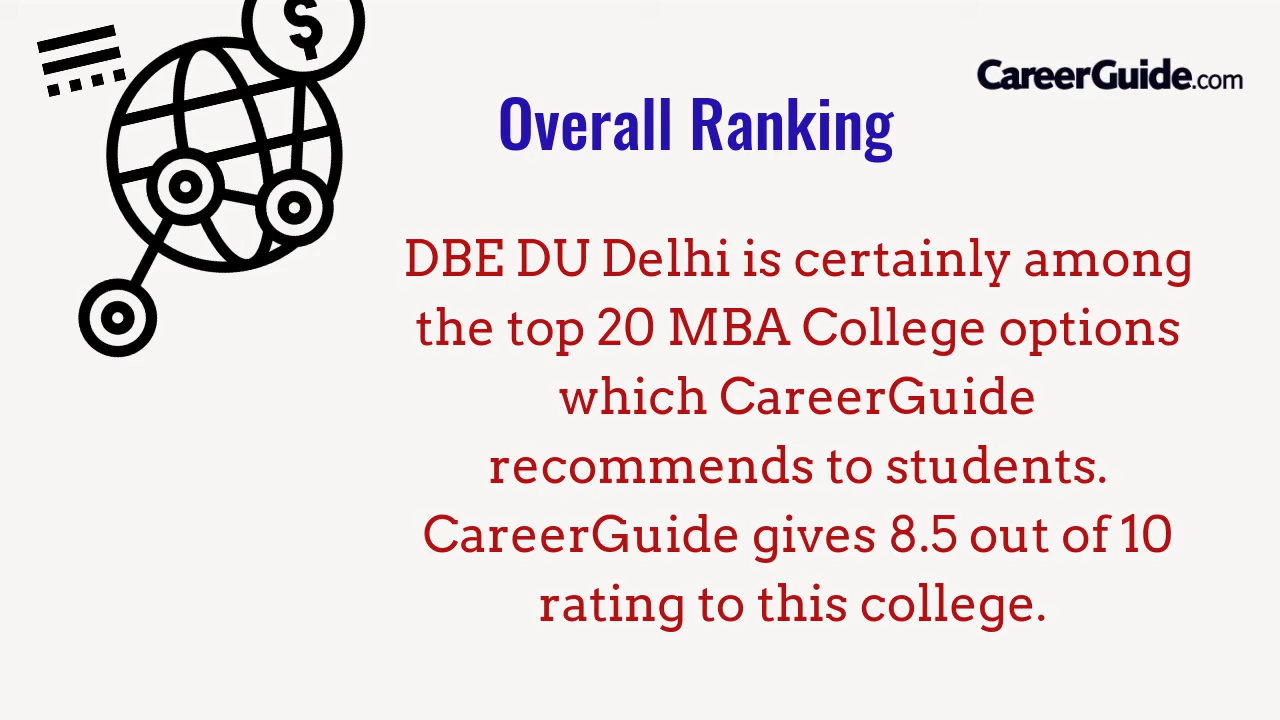 $
CareerGuide.com
Overall Ranking
DBE DU Delhi is certainly among
the top 20 MBA College options
which CareerGuide
recommends to students.
CareerGuide gives 8.5 out of 10
rating to this college.